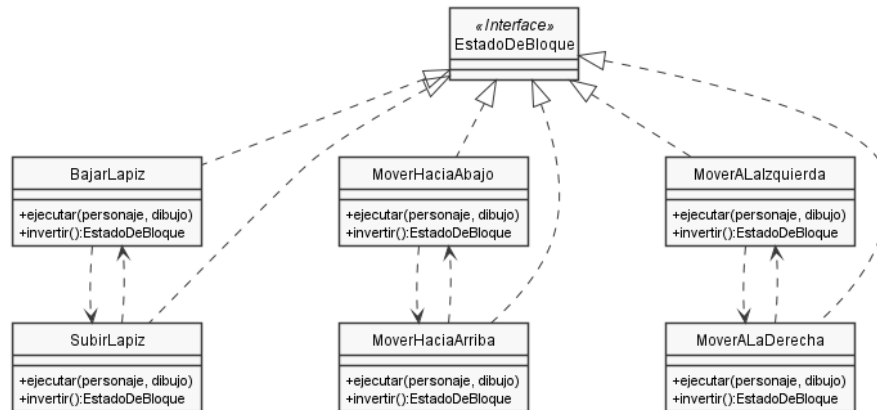 «Interface»
EstadoDeBloque
BajarLapiz
+ejecutar(personaje, dibujo)
+invertir():EstadoDeBloque
MoverHaciaAbajo
+ejecutar(personaje, dibujo)
+invertir():EstadoDeBloque
MoverALaIzquierda
+ejecutar(personaje, dibujo)
+invertir():EstadoDeBloque
SubirLapiz
+ejecutar(personaje, dibujo)
+invertir():EstadoDeBloque
MoverHaciaArriba
+ejecutar(personaje, dibujo)
+invertir():EstadoDeBloque
MoverALaDerecha
+ejecutar(personaje, dibujo)
+invertir():EstadoDeBloque